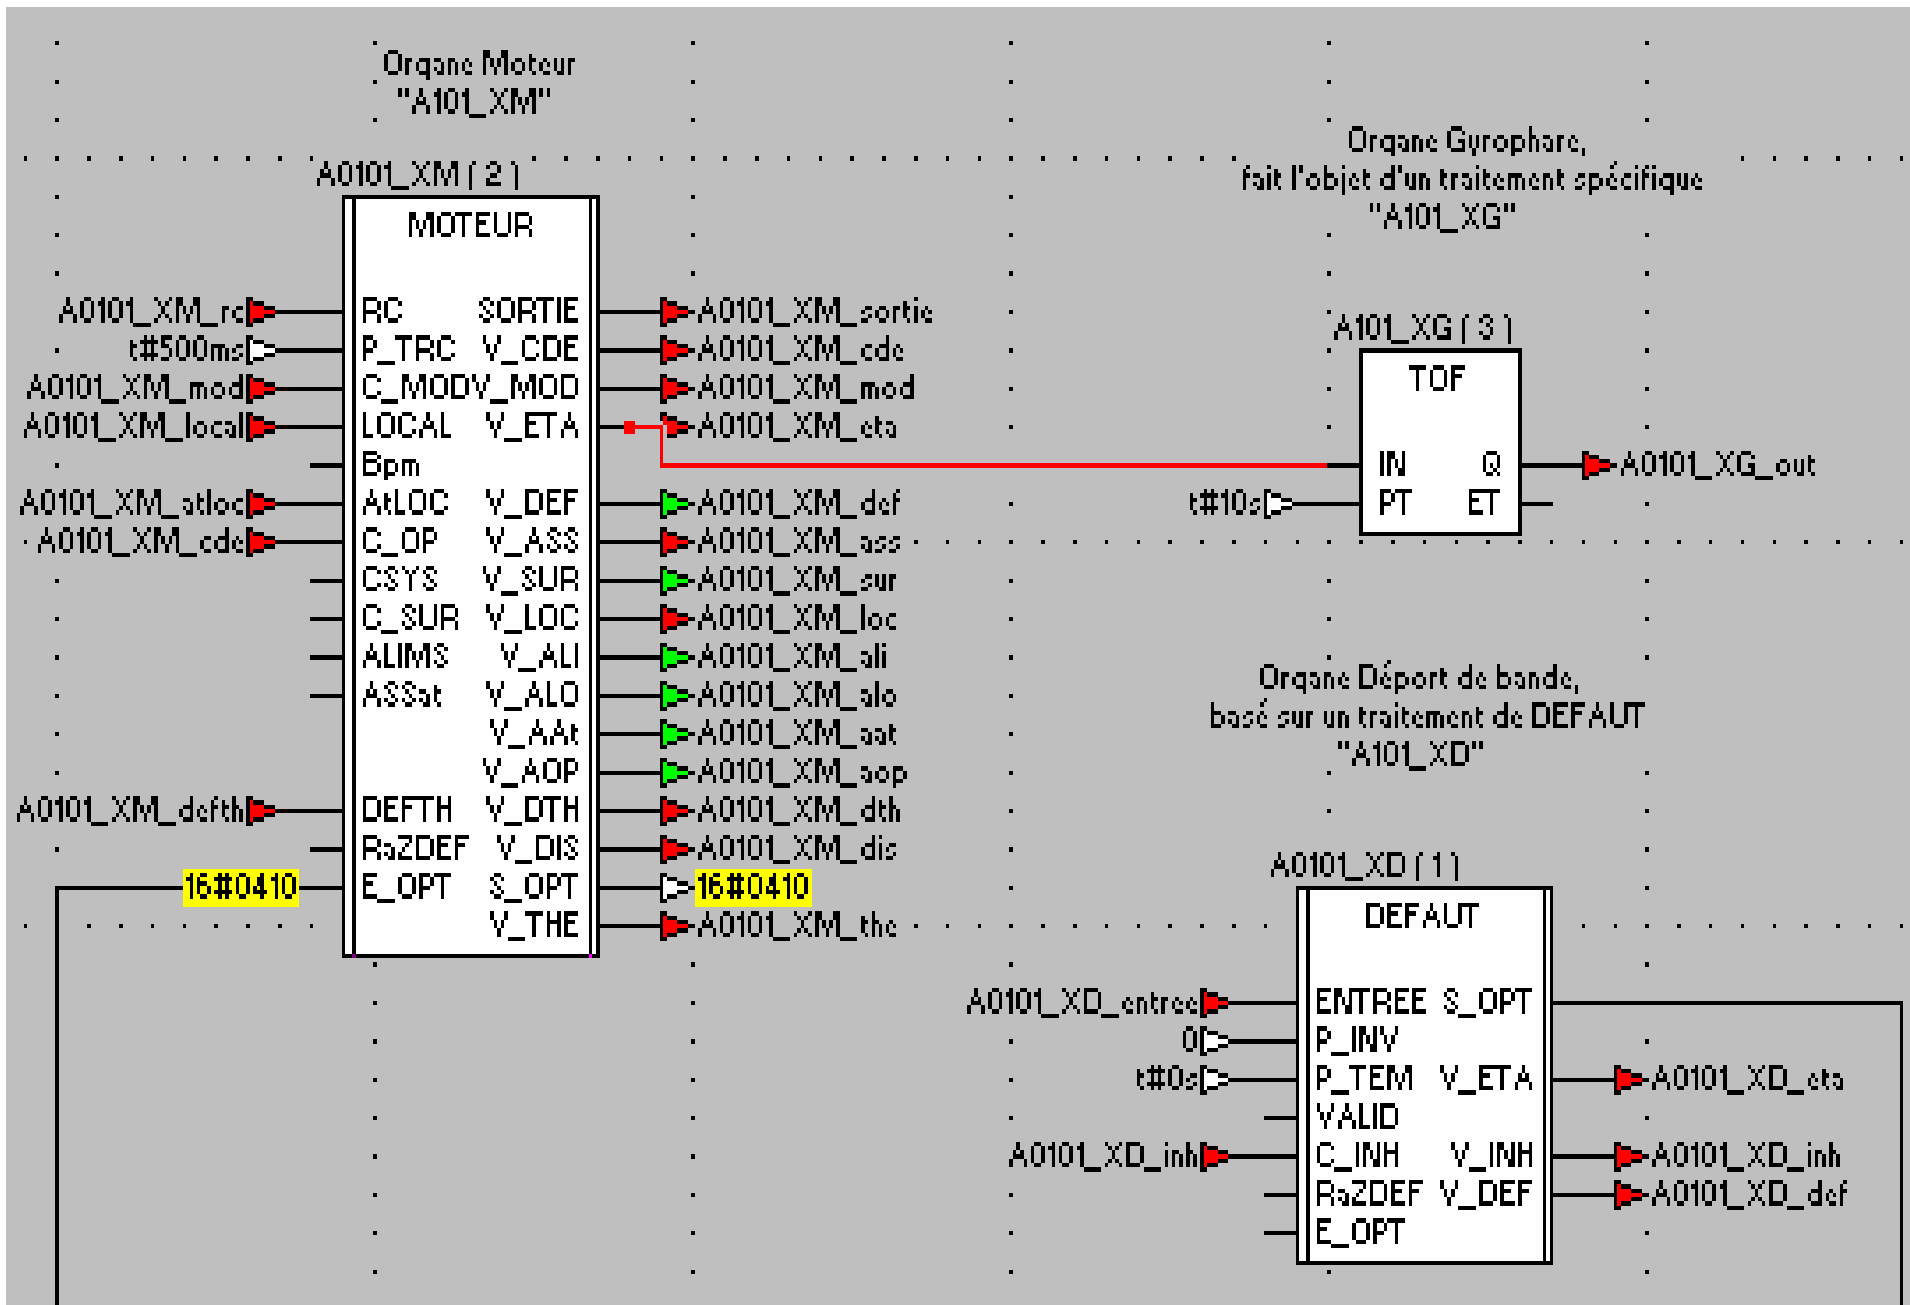 Organe Moteur
"A101_XM"
A0101_XM ( 2 )
MOTEUR
A0101_XM_rc RC SORTIE A0101_XM_sortie
t#500ms P_TRC V_CDE A0101_XM_cde
A0101_XM_mod C_MOD V_MOD A0101_XM_mod
A0101_XM_local LOCAL V_ETA A0101_XM_eta
Bpm
A0101_XM_atloc AtLOC V_DEF A0101_XM_def
A0101_XM_cde C_OP V_ASS A0101_XM_ass
CSYS V_SUR A0101_XM_sur
C_SUR V_LOC A0101_XM_loc
ALIMS V_ALI A0101_XM_ali
ASSat V_ALO A0101_XM_alo
V_AAt A0101_XM_aat
V_AOP A0101_XM_aop
A0101_XM_defth DEFTH V_DTH A0101_XM_dth
RaZDEF V_DIS A0101_XM_dis
16#0410 E_OPT S_OPT 16#0410
V_THE A0101_XM_the
Organe Gyrophare,
fait l'objet d'un traitement spécifique
"A101_XG"
A101_XG ( 3 )
TOF
IN Q A0101_XG_out
t#10s PT ET
Organe Déport de bande,
basé sur un traitement de DEFAUT
"A101_XD"
A0101_XD ( 1 )
DEFAUT
A0101_XD_entree ENTREE S_OPT
0 P_INV
t#0s P_TEM V_ETA A0101_XD_eta
VALID
A0101_XD_inh C_INH V_INH A0101_XD_inh
RaZDEF V_DEF A0101_XD_def
E_OPT